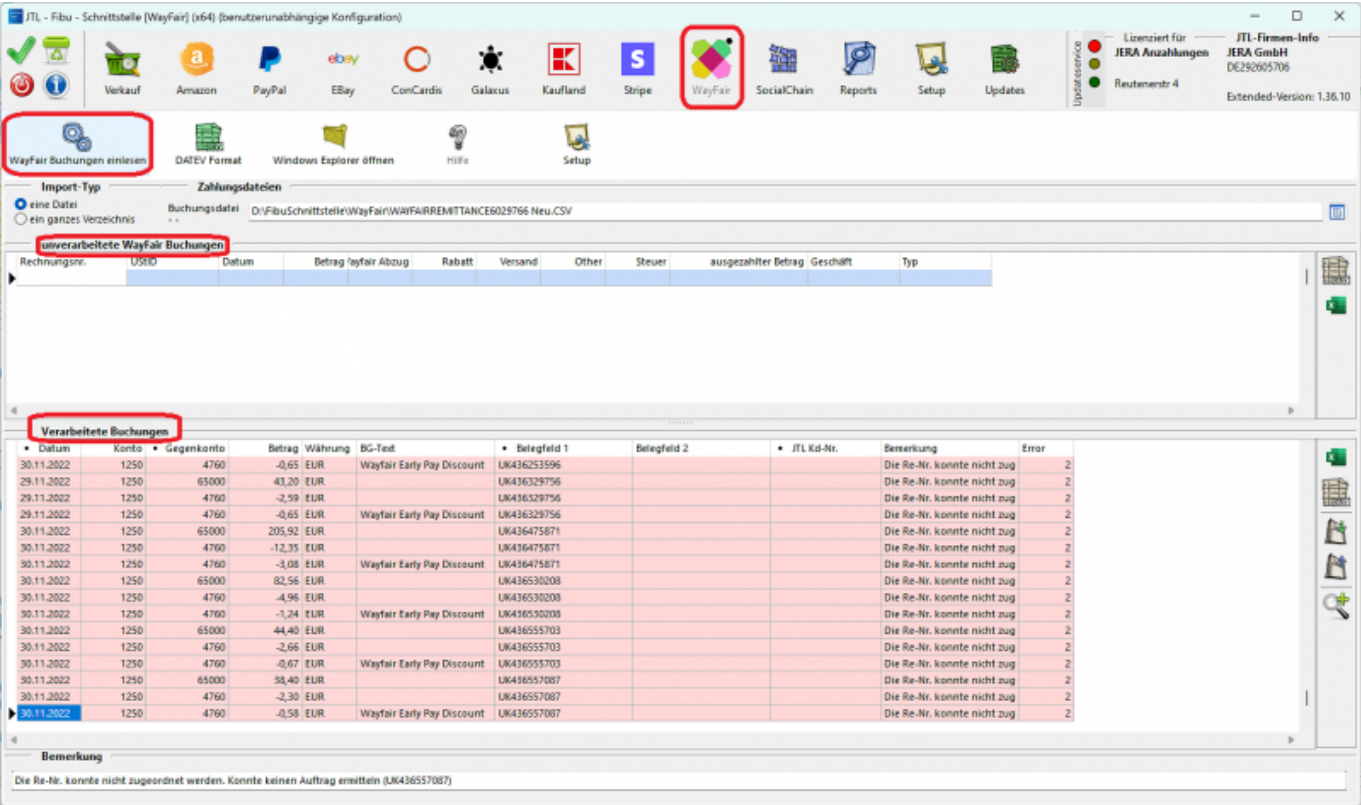 JTL - Fibu - Schnittstelle [WayFair] (x64) (benutzerunabhängige Konfiguration)
Verkauf Amazon PayPal EBay ConCardis Galaxus Kaufland Stripe WayFair SocialChain Reports Setup Updates
Updateservice
Lizenziert für
JERA Anzahlungen
Reutenerstr 4
JTL-Firmen-Info
JERA GmbH
DE292605706
Extended-Version: 1.36.10
WayFair Buchungen einlesen DATEV Format Windows Explorer öffnen Hilfe Setup
Import-Typ Zahlungsdateien
eine Datei
ein ganzes Verzeichnis
Buchungsdatei D:\FibuSchnittstelle\WayFair\WAYFAIRREMITTANCE6029766 Neu.CSV
- -
unverarbeitete WayFair Buchungen
Rechnungsnr. UStID Datum Betrag Wayfair Abzug Rabatt Versand Other Steuer ausgezahlter Betrag Geschäft Typ
Verarbeitete Buchungen
Datum Konto Gegenkonto Betrag Währung BG-Text Belegfeld 1 Belegfeld 2 JTL Kd-Nr. Bemerkung Error
30.11.2022 1250 4760 -0,65 EUR Wayfair Early Pay Discount UK436253596 Die Re-Nr. konnte nicht zug 2
29.11.2022 1250 65000 43,20 EUR UK436329756 Die Re-Nr. konnte nicht zug 2
29.11.2022 1250 4760 -2,59 EUR UK436329756 Die Re-Nr. konnte nicht zug 2
29.11.2022 1250 4760 -0,65 EUR Wayfair Early Pay Discount UK436329756 Die Re-Nr. konnte nicht zug 2
30.11.2022 1250 65000 205,92 EUR UK436475871 Die Re-Nr. konnte nicht zug 2
30.11.2022 1250 4760 -12,35 EUR UK436475871 Die Re-Nr. konnte nicht zug 2
30.11.2022 1250 4760 -3,08 EUR Wayfair Early Pay Discount UK436475871 Die Re-Nr. konnte nicht zug 2
30.11.2022 1250 65000 82,56 EUR UK436530208 Die Re-Nr. konnte nicht zug 2
30.11.2022 1250 4760 -4,96 EUR UK436530208 Die Re-Nr. konnte nicht zug 2
30.11.2022 1250 4760 -1,24 EUR Wayfair Early Pay Discount UK436530208 Die Re-Nr. konnte nicht zug 2
30.11.2022 1250 65000 44,40 EUR UK436555703 Die Re-Nr. konnte nicht zug 2
30.11.2022 1250 4760 -2,66 EUR UK436555703 Die Re-Nr. konnte nicht zug 2
30.11.2022 1250 4760 -0,67 EUR Wayfair Early Pay Discount UK436555703 Die Re-Nr. konnte nicht zug 2
30.11.2022 1250 65000 38,40 EUR UK436557087 Die Re-Nr. konnte nicht zug 2
30.11.2022 1250 4760 -2,30 EUR UK436557087 Die Re-Nr. konnte nicht zug 2
30.11.2022 1250 4760 -0,58 EUR Wayfair Early Pay Discount UK436557087 Die Re-Nr. konnte nicht zug 2
Bemerkung
Die Re-Nr. konnte nicht zugeordnet werden. Konnte keinen Auftrag ermitteln (UK436557087)